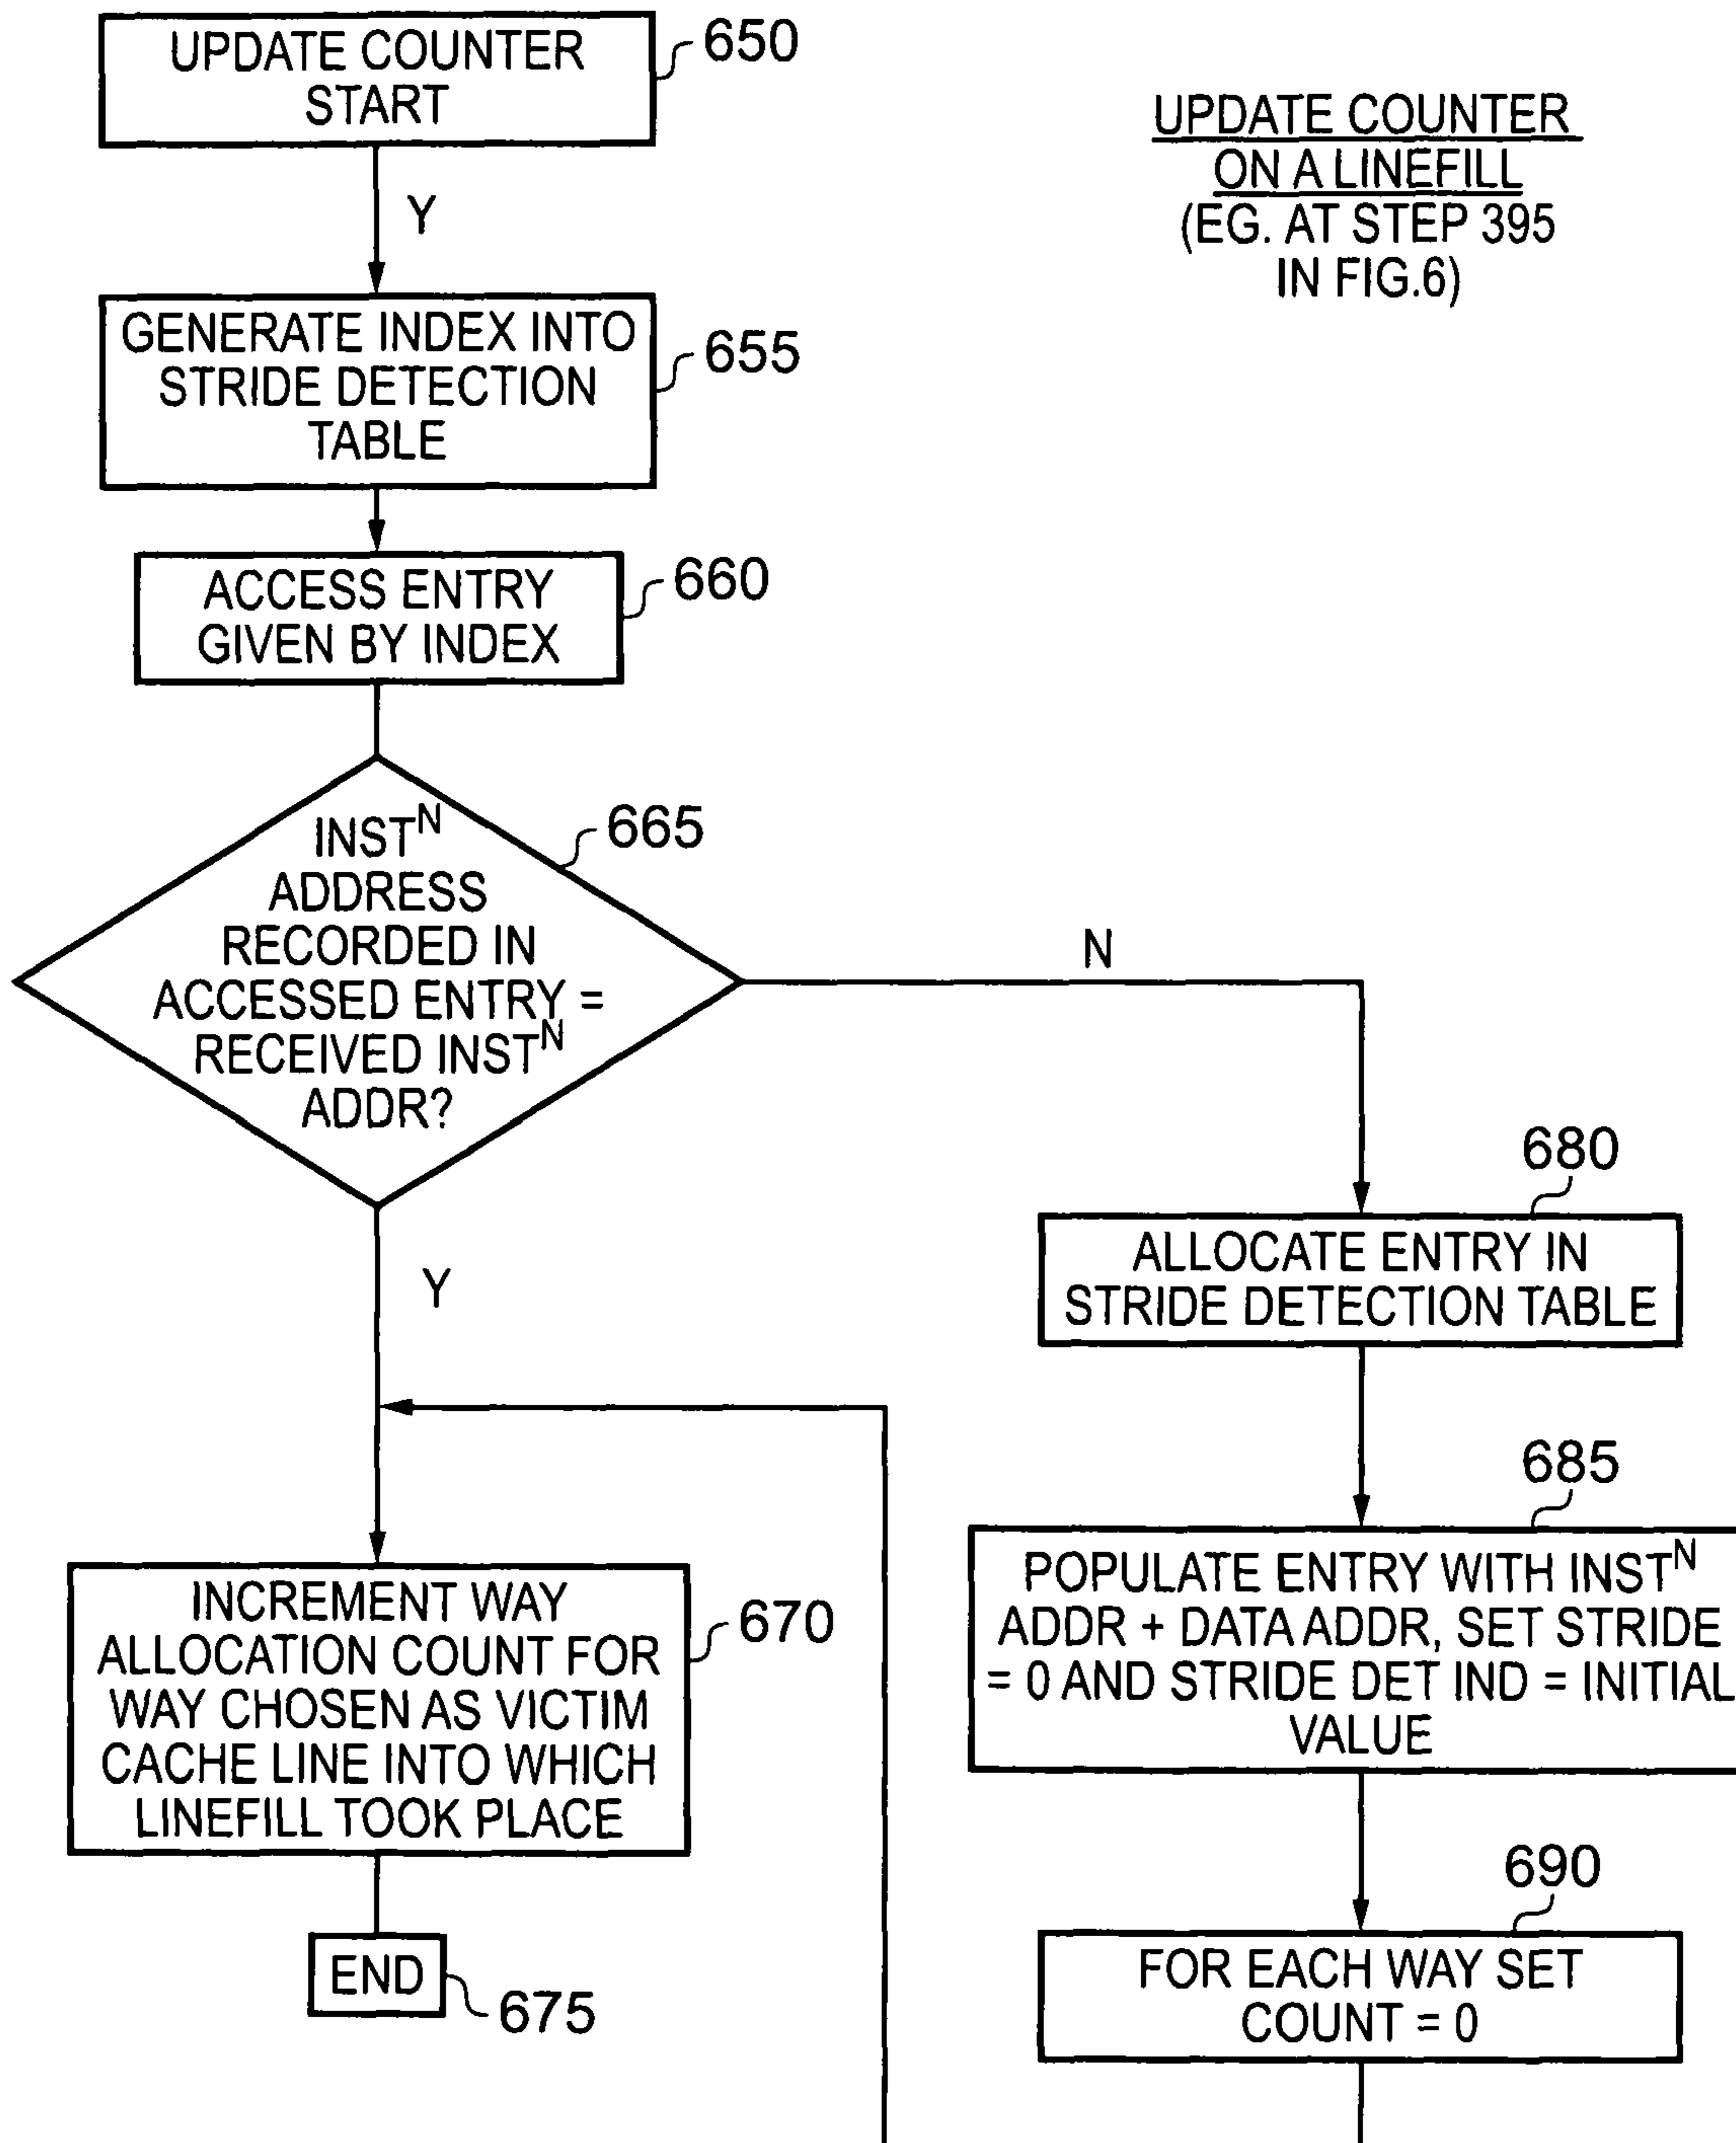 UPDATE COUNTER
START
650
UPDATE COUNTER
ON A LINEFILL
(EG. AT STEP 395
IN FIG.6)
Y
GENERATE INDEX INTO
STRIDE DETECTION
TABLE
655
ACCESS ENTRY
GIVEN BY INDEX
660
INST^N
ADDRESS
RECORDED IN
ACCESSED ENTRY =
RECEIVED INST^N
ADDR?
665
N
Y
680
ALLOCATE ENTRY IN
STRIDE DETECTION TABLE
685
POPULATE ENTRY WITH INST^N
ADDR + DATA ADDR, SET STRIDE
= 0 AND STRIDE DET IND = INITIAL
VALUE
INCREMENT WAY
ALLOCATION COUNT FOR
WAY CHOSEN AS VICTIM
CACHE LINE INTO WHICH
LINEFILL TOOK PLACE
670
690
FOR EACH WAY SET
COUNT = 0
END
675